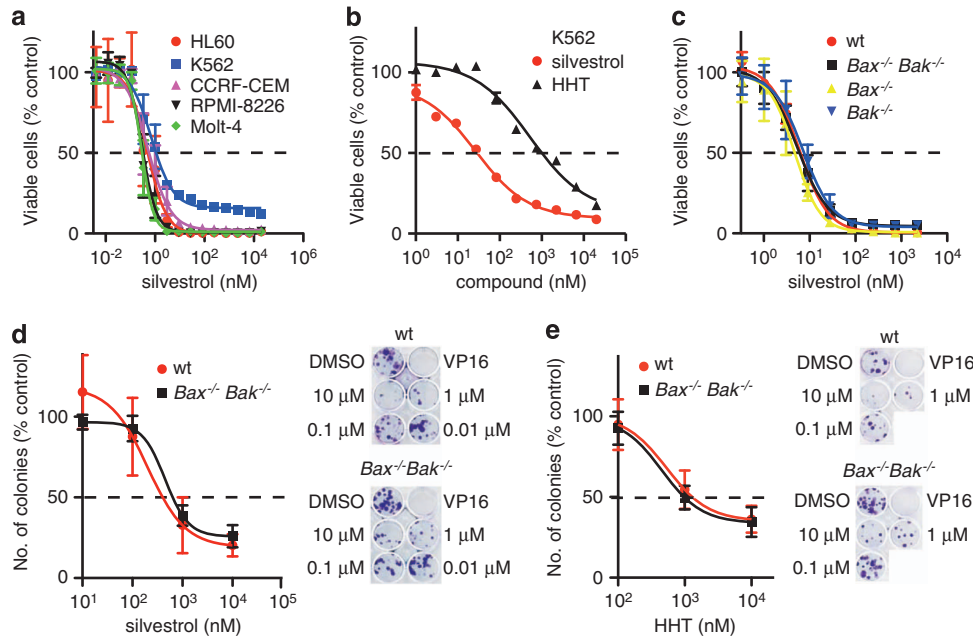 a
HL60
K562
CCRF-CEM
RPMI-8226
Molt-4
Viable cells (% control)
100
50
0
10⁻² 10⁰ 10² 10⁴ 10⁶
silvestrol (nM)
b
K562
silvestrol
HHT
Viable cells (% control)
100
50
0
10⁰ 10¹ 10² 10³ 10⁴ 10⁵
compound (nM)
c
wt
Bax⁻/⁻ Bak⁻/⁻
Bax⁻/⁻
Bak⁻/⁻
Viable cells (% control)
100
50
0
10⁰ 10¹ 10² 10³ 10⁴
silvestrol (nM)
d
wt
Bax⁻/⁻ Bak⁻/⁻
No. of colonies (% control)
100
50
0
10¹ 10² 10³ 10⁴ 10⁵
silvestrol (nM)
wt
DMSO VP16
10 µM 1 µM
0.1 µM 0.01 µM
Bax⁻/⁻Bak⁻/⁻
DMSO VP16
10 µM 1 µM
0.1 µM 0.01 µM
e
wt
Bax⁻/⁻ Bak⁻/⁻
No. of colonies (% control)
100
50
0
10² 10³ 10⁴
HHT (nM)
wt
DMSO VP16
10 µM 1 µM
0.1 µM
Bax⁻/⁻Bak⁻/⁻
DMSO VP16
10 µM 1 µM
0.1 µM